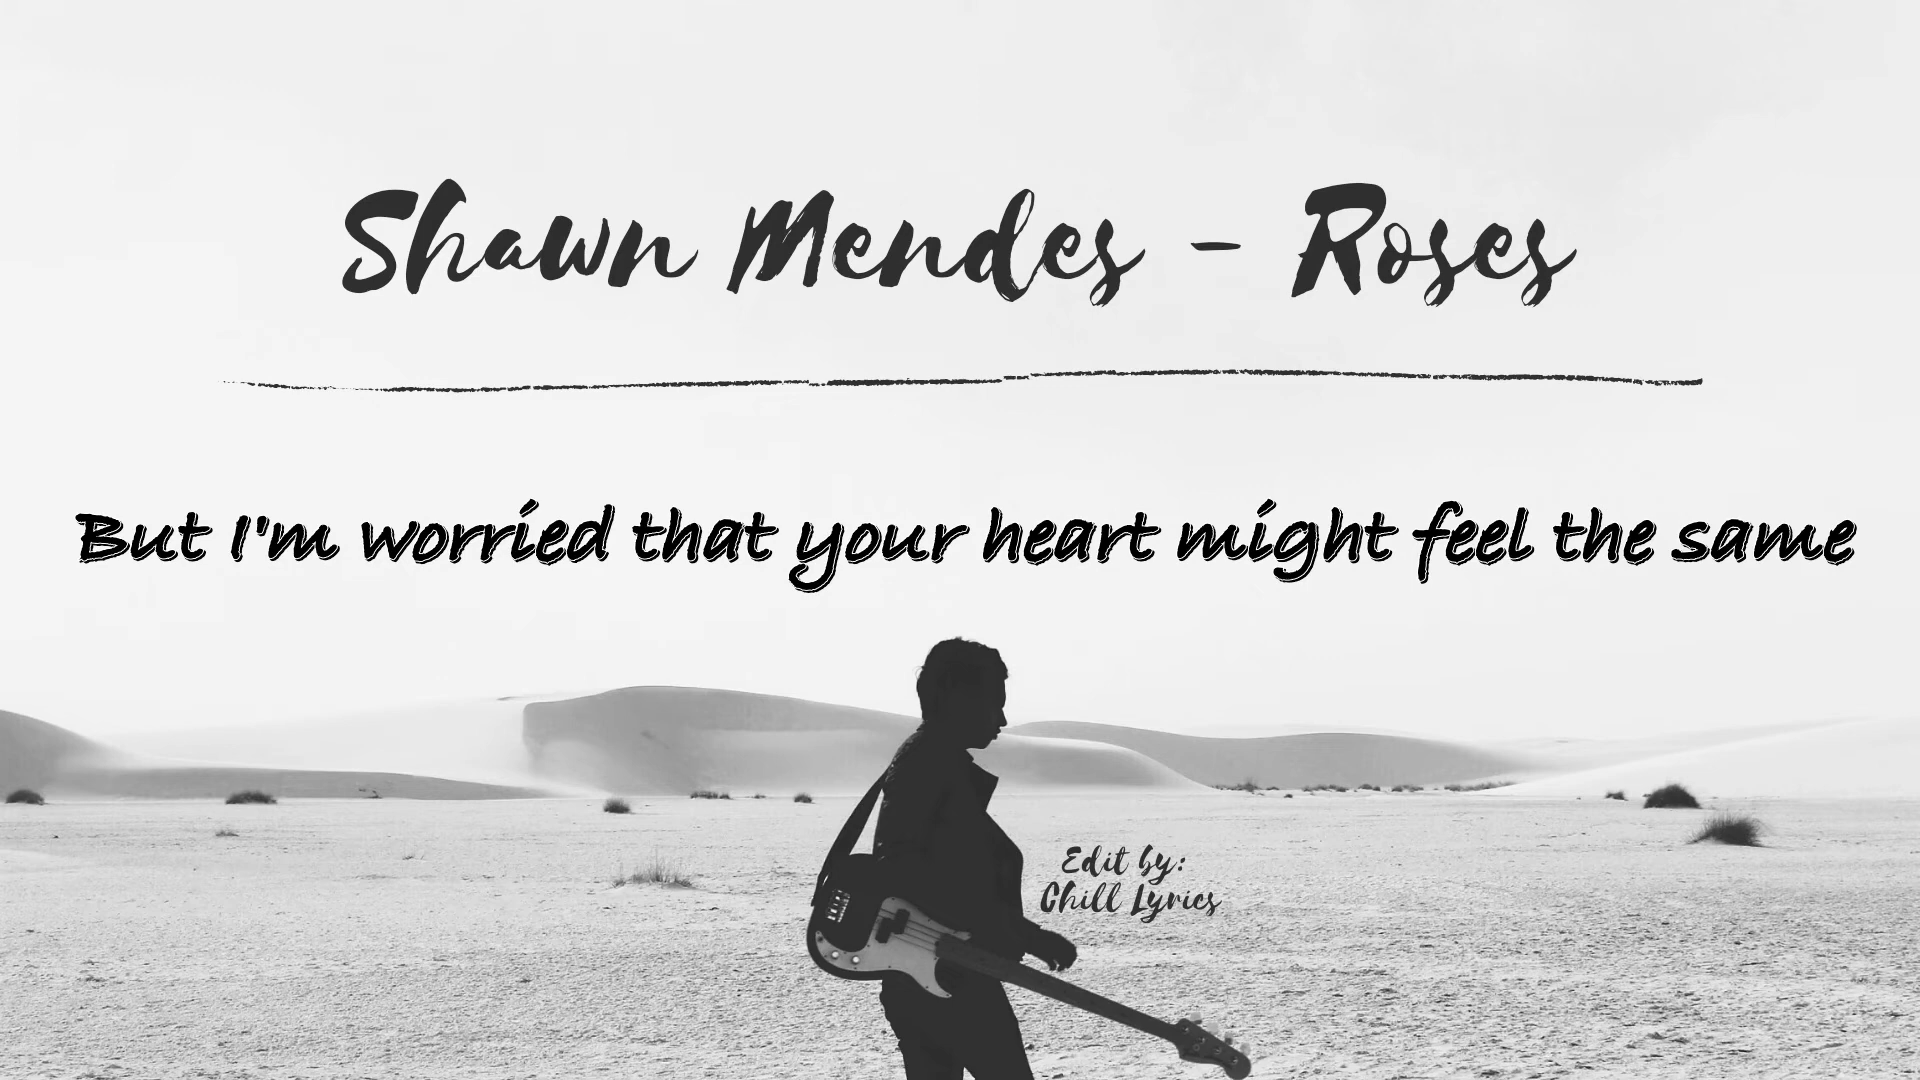 Shawn Mendes - Roses
But I'm worried that your heart might feel the same
Edit by:
Chill Lyrics